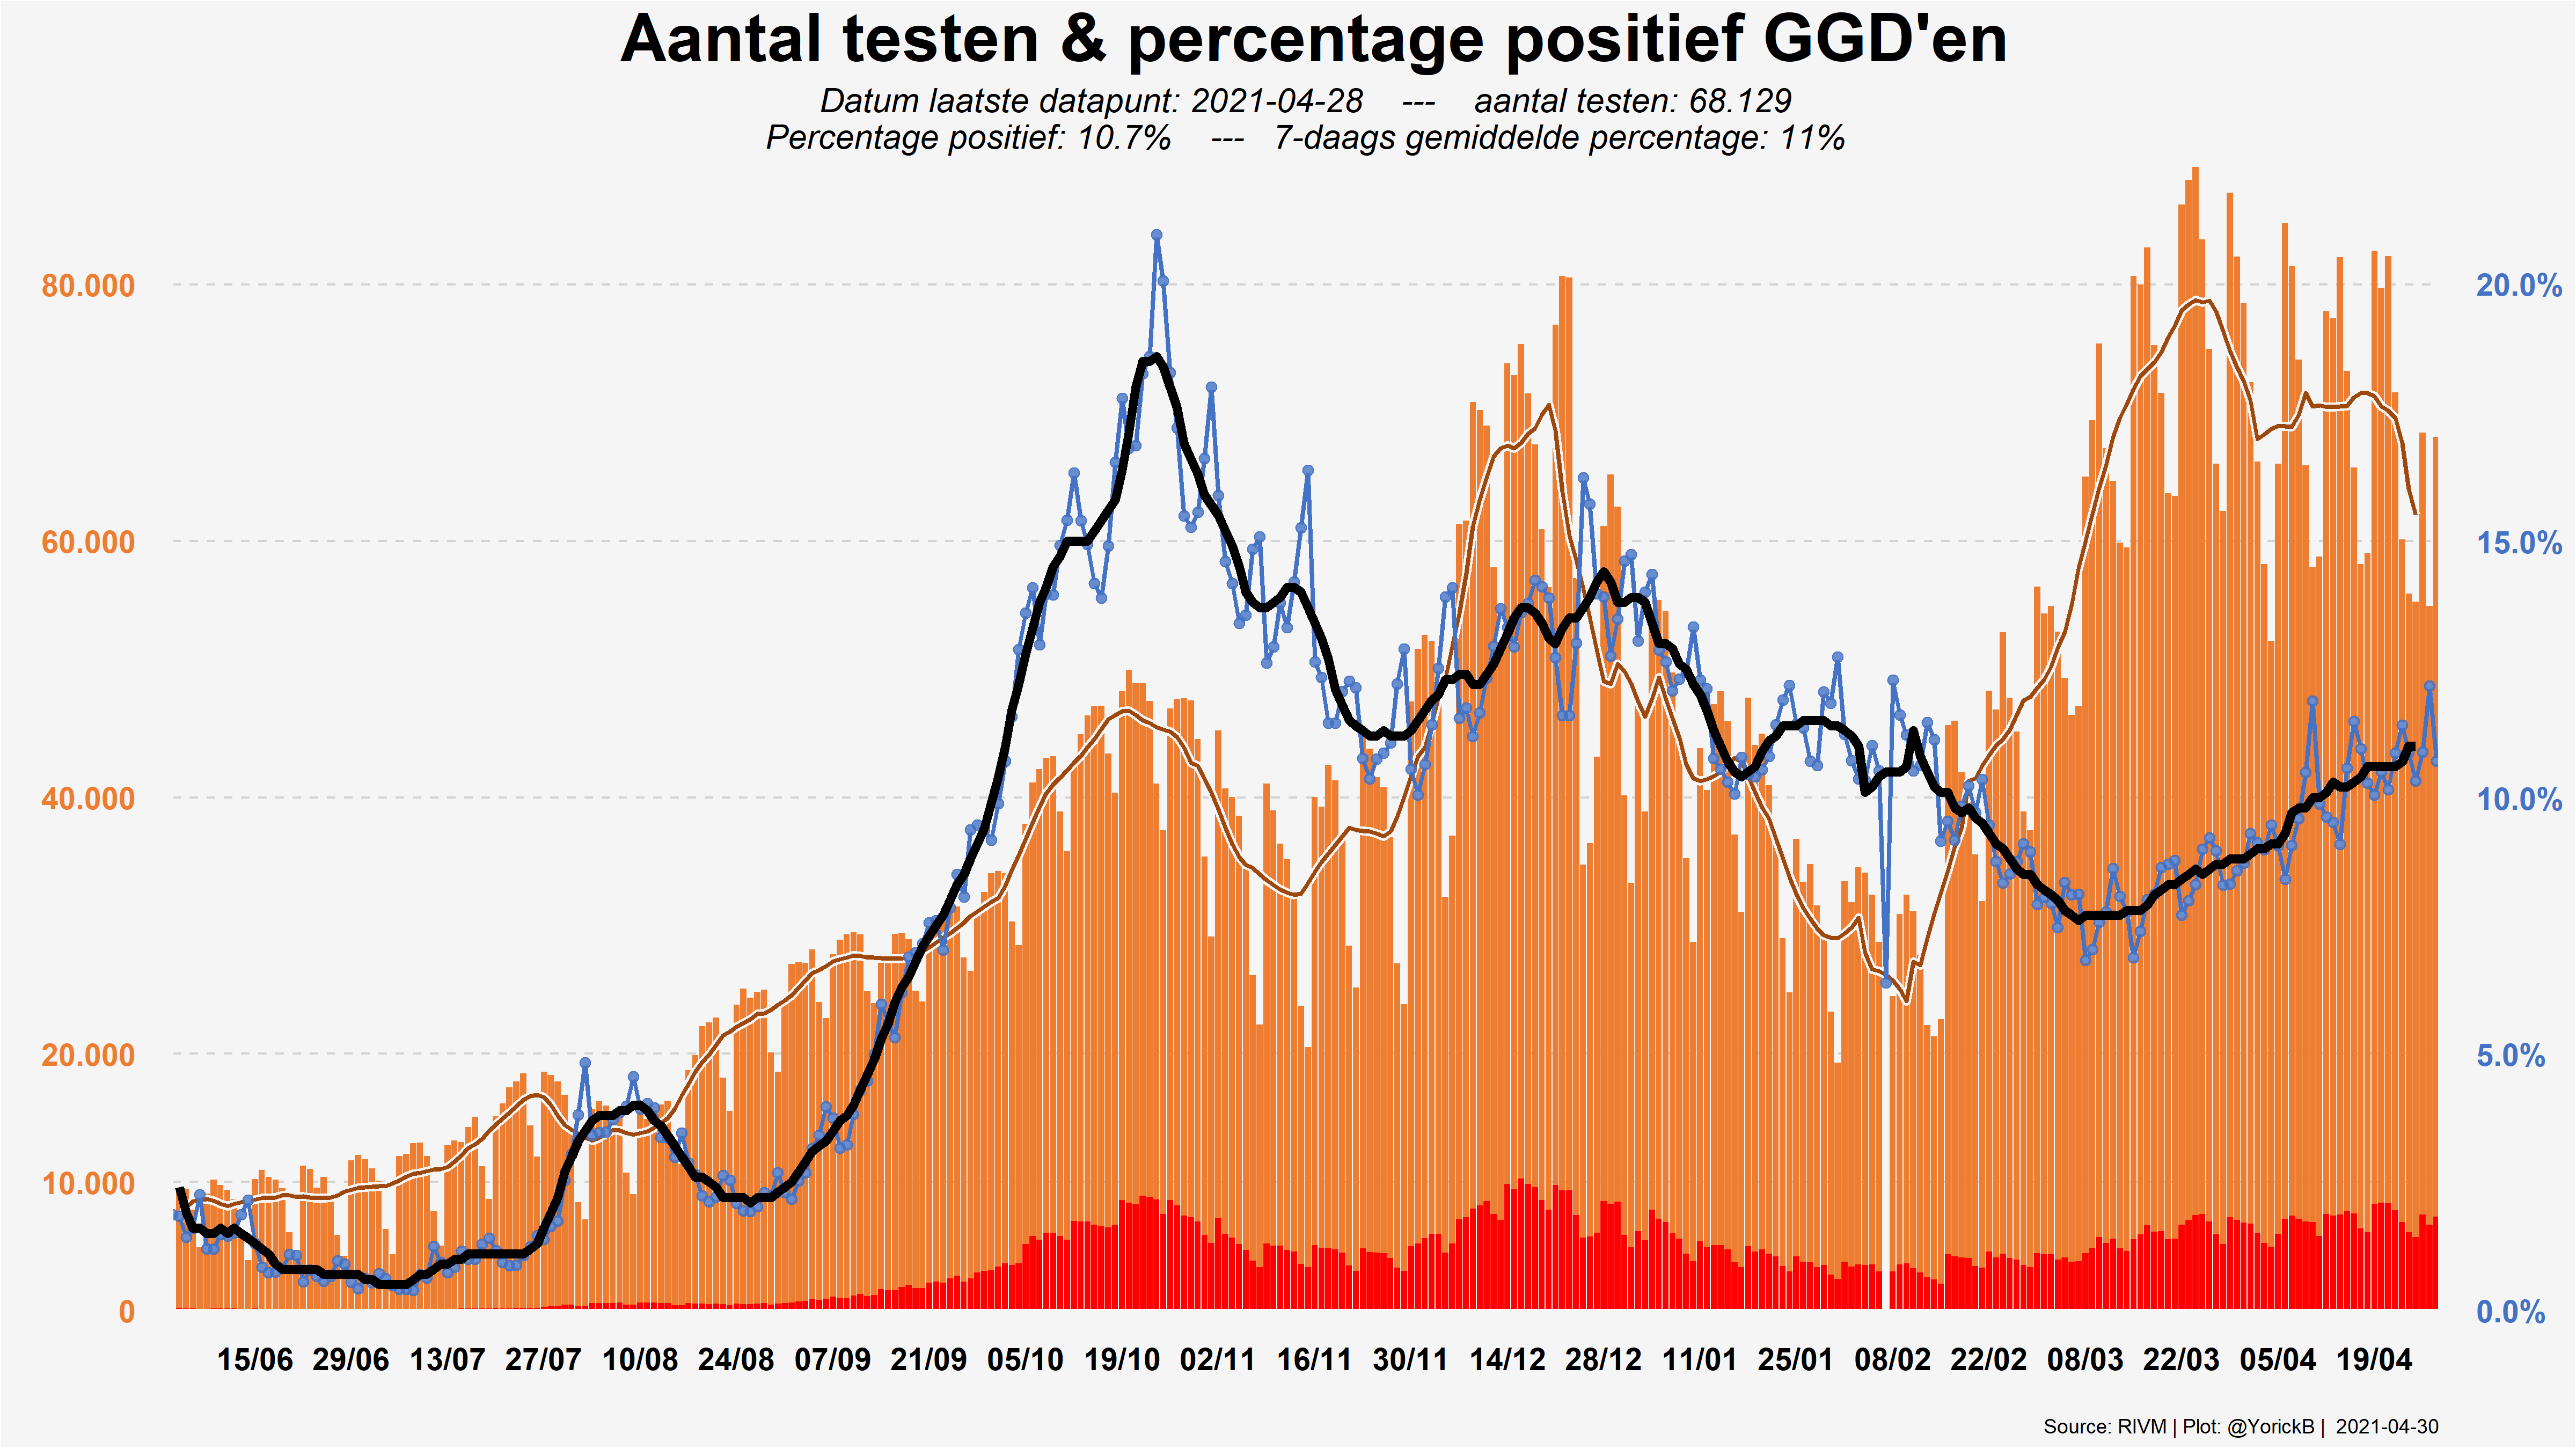 Aantal testen & percentage positief GGD'en
Datum laatste datapunt: 2021-04-28 --- aantal testen: 68.129
Percentage positief: 10.7% --- 7-daags gemiddelde percentage: 11%
80.000
60.000
40.000
20.000
10.000
0
20.0%
15.0%
10.0%
5.0%
0.0%
15/06 29/06 13/07 27/07 10/08 24/08 07/09 21/09 05/10 19/10 02/11 16/11 30/11 14/12 28/12 11/01 25/01 08/02 22/02 08/03 22/03 05/04 19/04
Source: RIVM | Plot: @YorickB | 2021-04-30